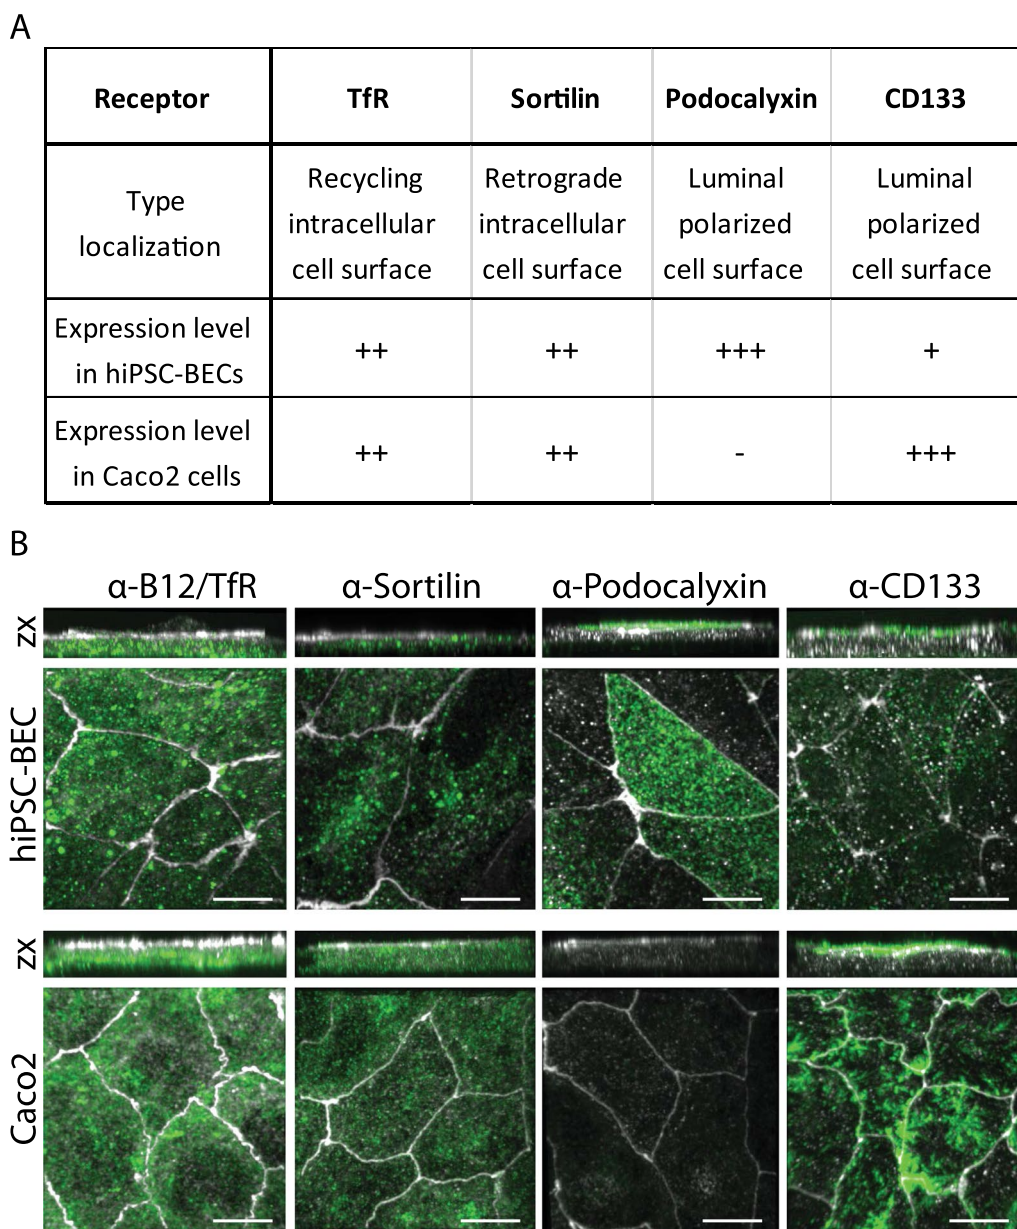 A
Receptor TfR Sortilin Podocalyxin CD133
Type localization Recycling intracellular cell surface Retrograde intracellular cell surface Luminal polarized cell surface Luminal polarized cell surface
Expression level in hiPSC-BECs ++ ++ +++ +
Expression level in Caco2 cells ++ ++ - +++
B
α-B12/TfR α-Sortilin α-Podocalyxin α-CD133
zx
hiPSC-BEC
zx
Caco2